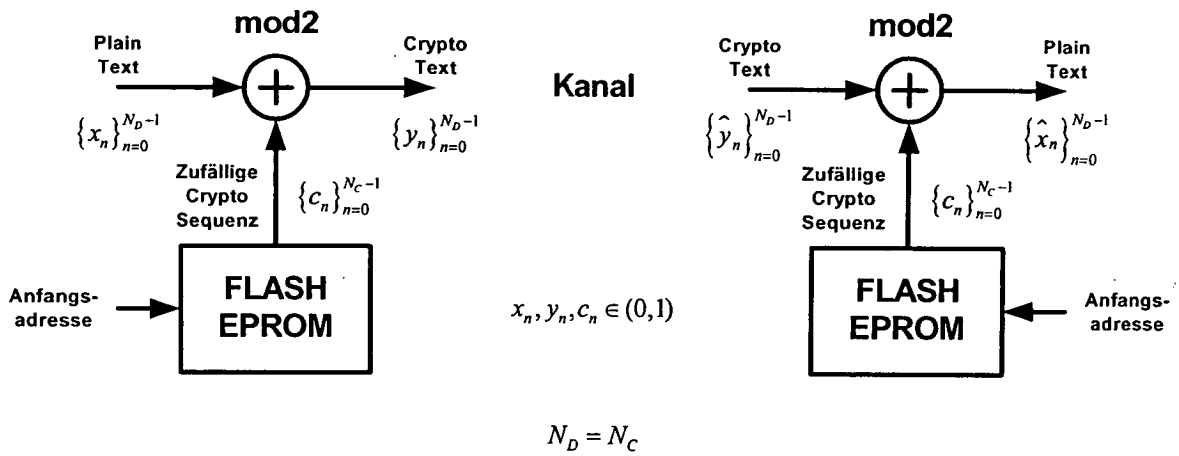 mod2
Plain
Text
Crypto
Text
{x_n}_{n=0}^{N_D-1}
{y_n}_{n=0}^{N_D-1}
Zufällige
Crypto
Sequenz
{c_n}_{n=0}^{N_C-1}
FLASH
EPROM
Anfangs-
adresse
Kanal
x_n, y_n, c_n ∈ (0,1)
N_D = N_C
mod2
Crypto
Text
Plain
Text
{ŷ_n}_{n=0}^{N_D-1}
{x̂_n}_{n=0}^{N_D-1}
Zufällige
Crypto
Sequenz
{c_n}_{n=0}^{N_C-1}
FLASH
EPROM
Anfangs-
adresse